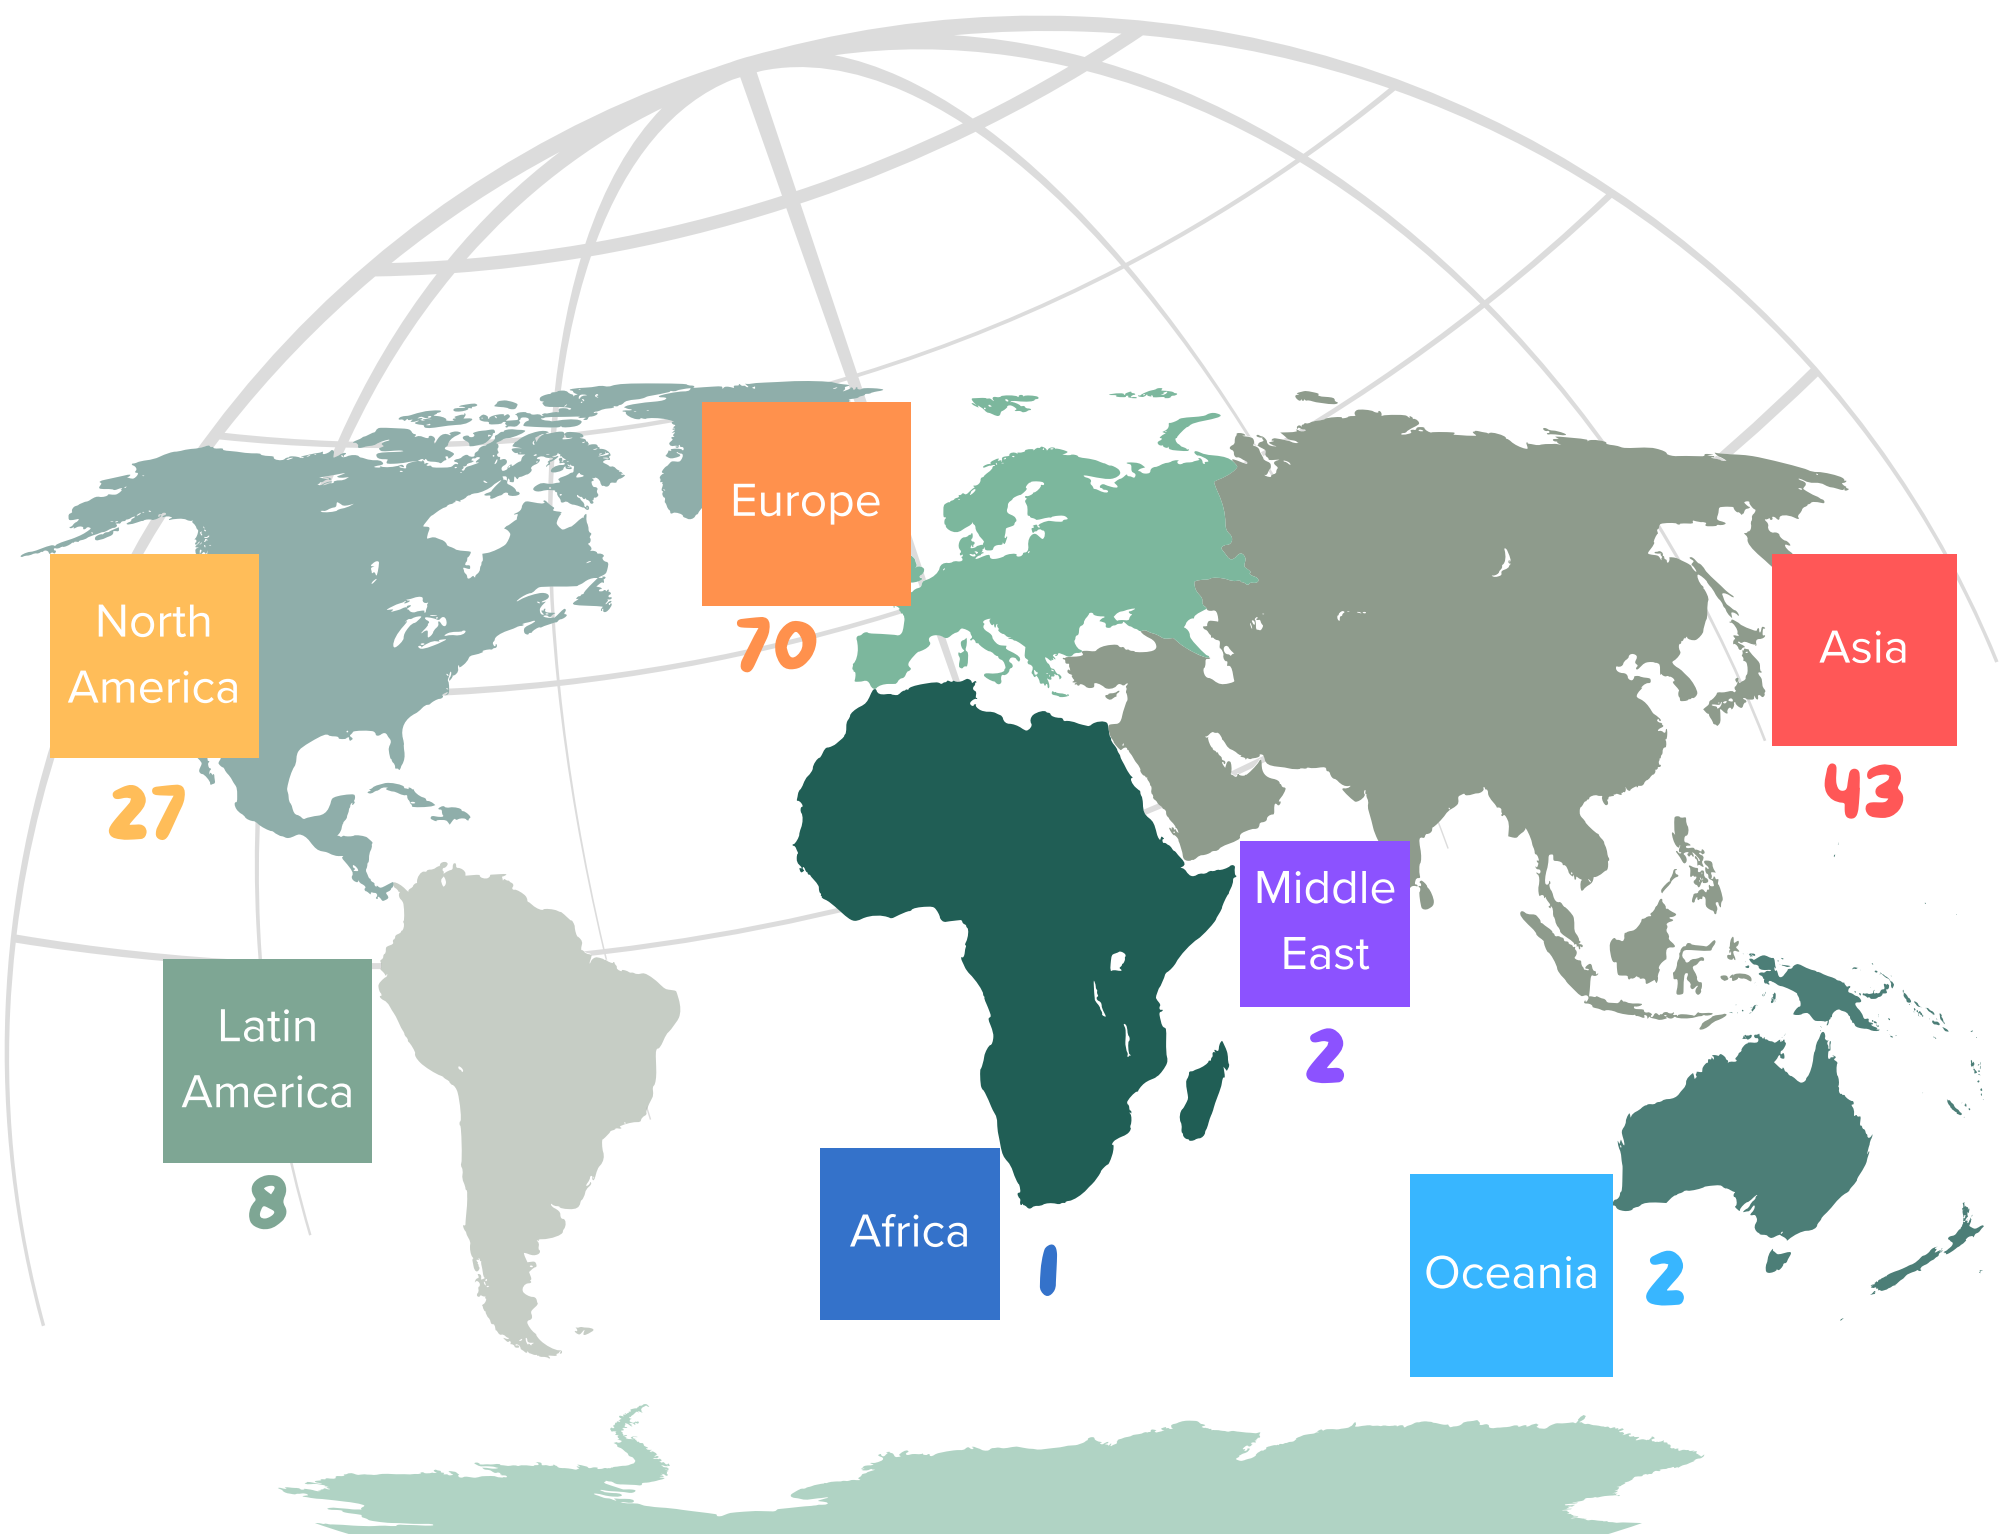 Europe
70
North
America
27
Asia
43
Middle
East
2
Latin
America
8
Africa
1
Oceania
2